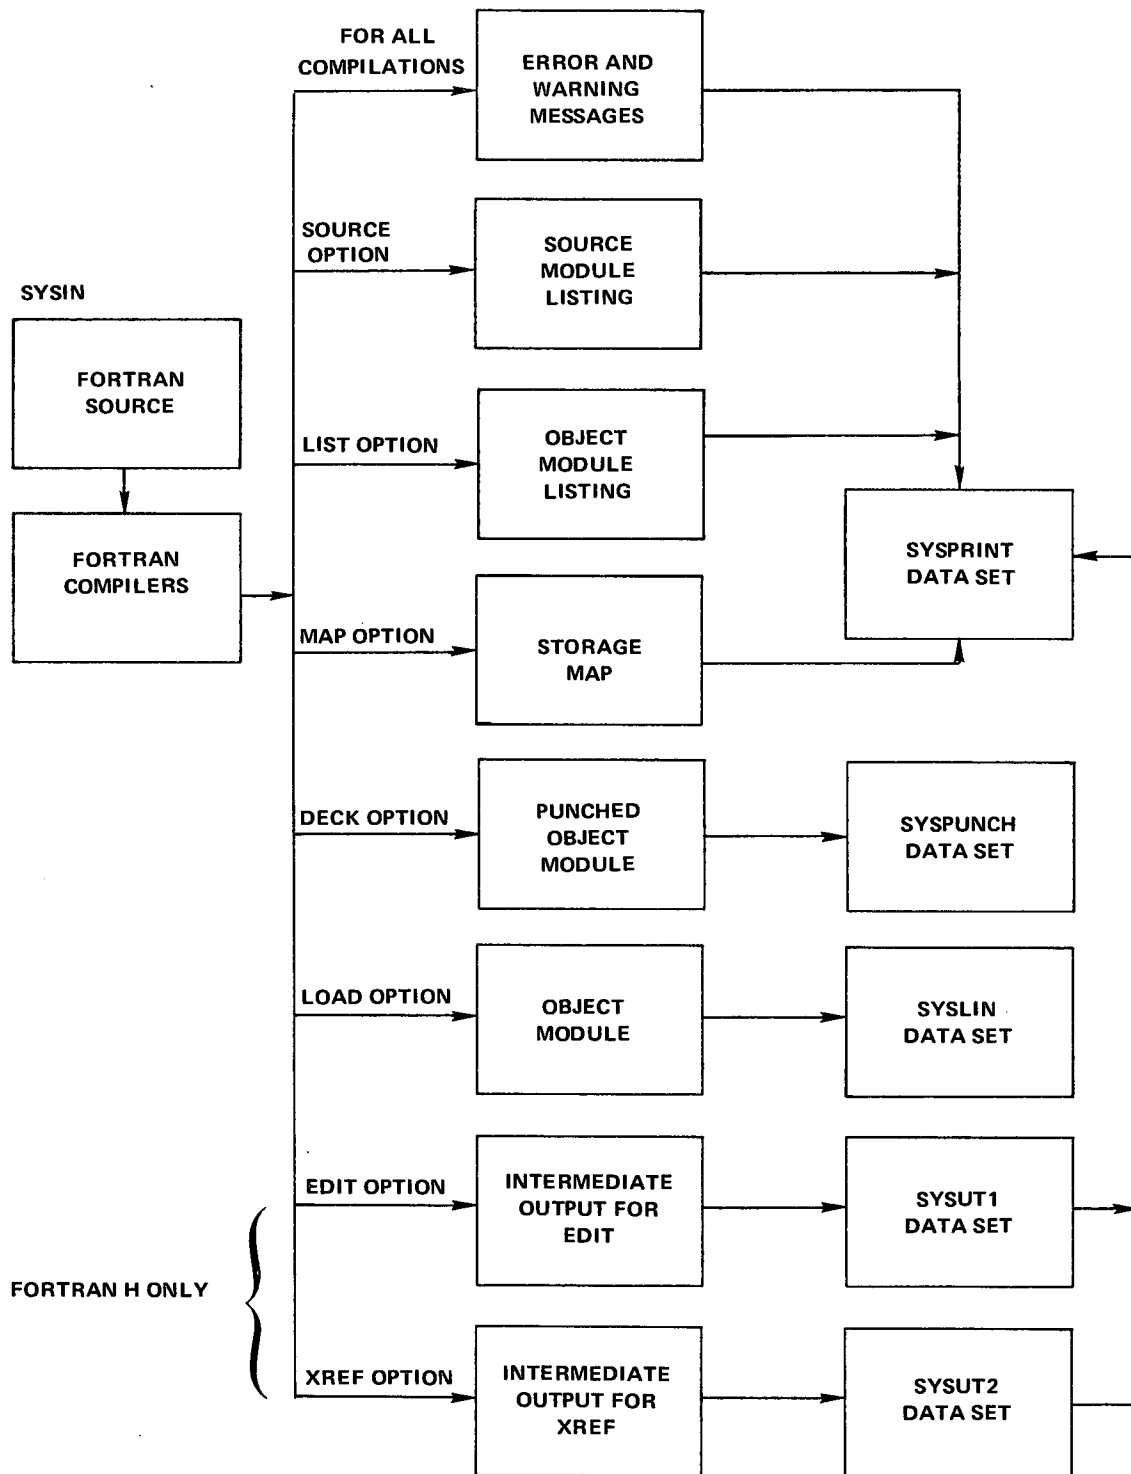 FOR ALL
COMPILATIONS
ERROR AND
WARNING
MESSAGES
SOURCE
OPTION
SOURCE
MODULE
LISTING
SYSIN
FORTRAN
SOURCE
LIST OPTION
OBJECT
MODULE
LISTING
FORTRAN
COMPILERS
SYSPRINT
DATA SET
MAP OPTION
STORAGE
MAP
DECK OPTION
PUNCHED
OBJECT
MODULE
SYSPUNCH
DATA SET
LOAD OPTION
OBJECT
MODULE
SYSLIN
DATA SET
EDIT OPTION
INTERMEDIATE
OUTPUT FOR
EDIT
SYSUT1
DATA SET
FORTRAN H ONLY
XREF OPTION
INTERMEDIATE
OUTPUT FOR
XREF
SYSUT2
DATA SET